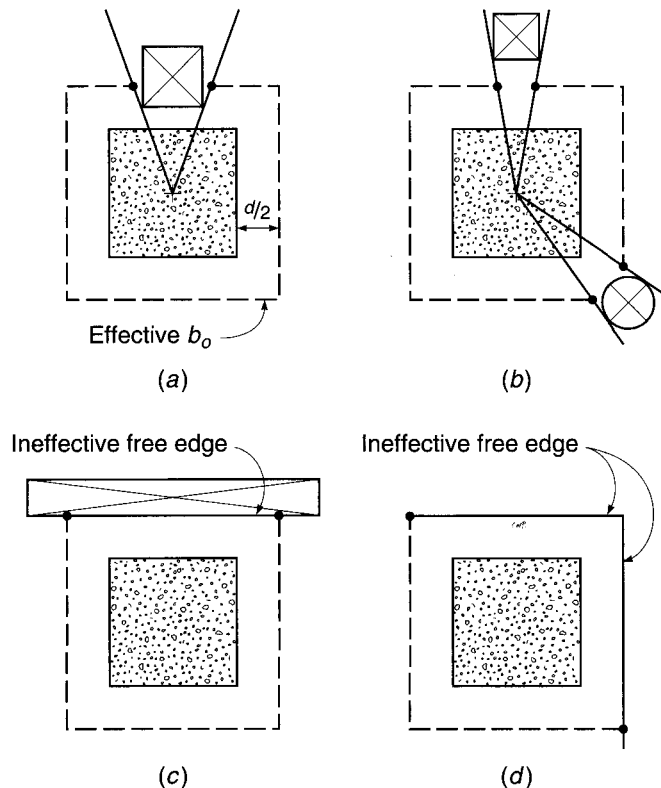 d/2
Effective b_o
(a)
(b)
Ineffective free edge
Ineffective free edge
(c)
(d)